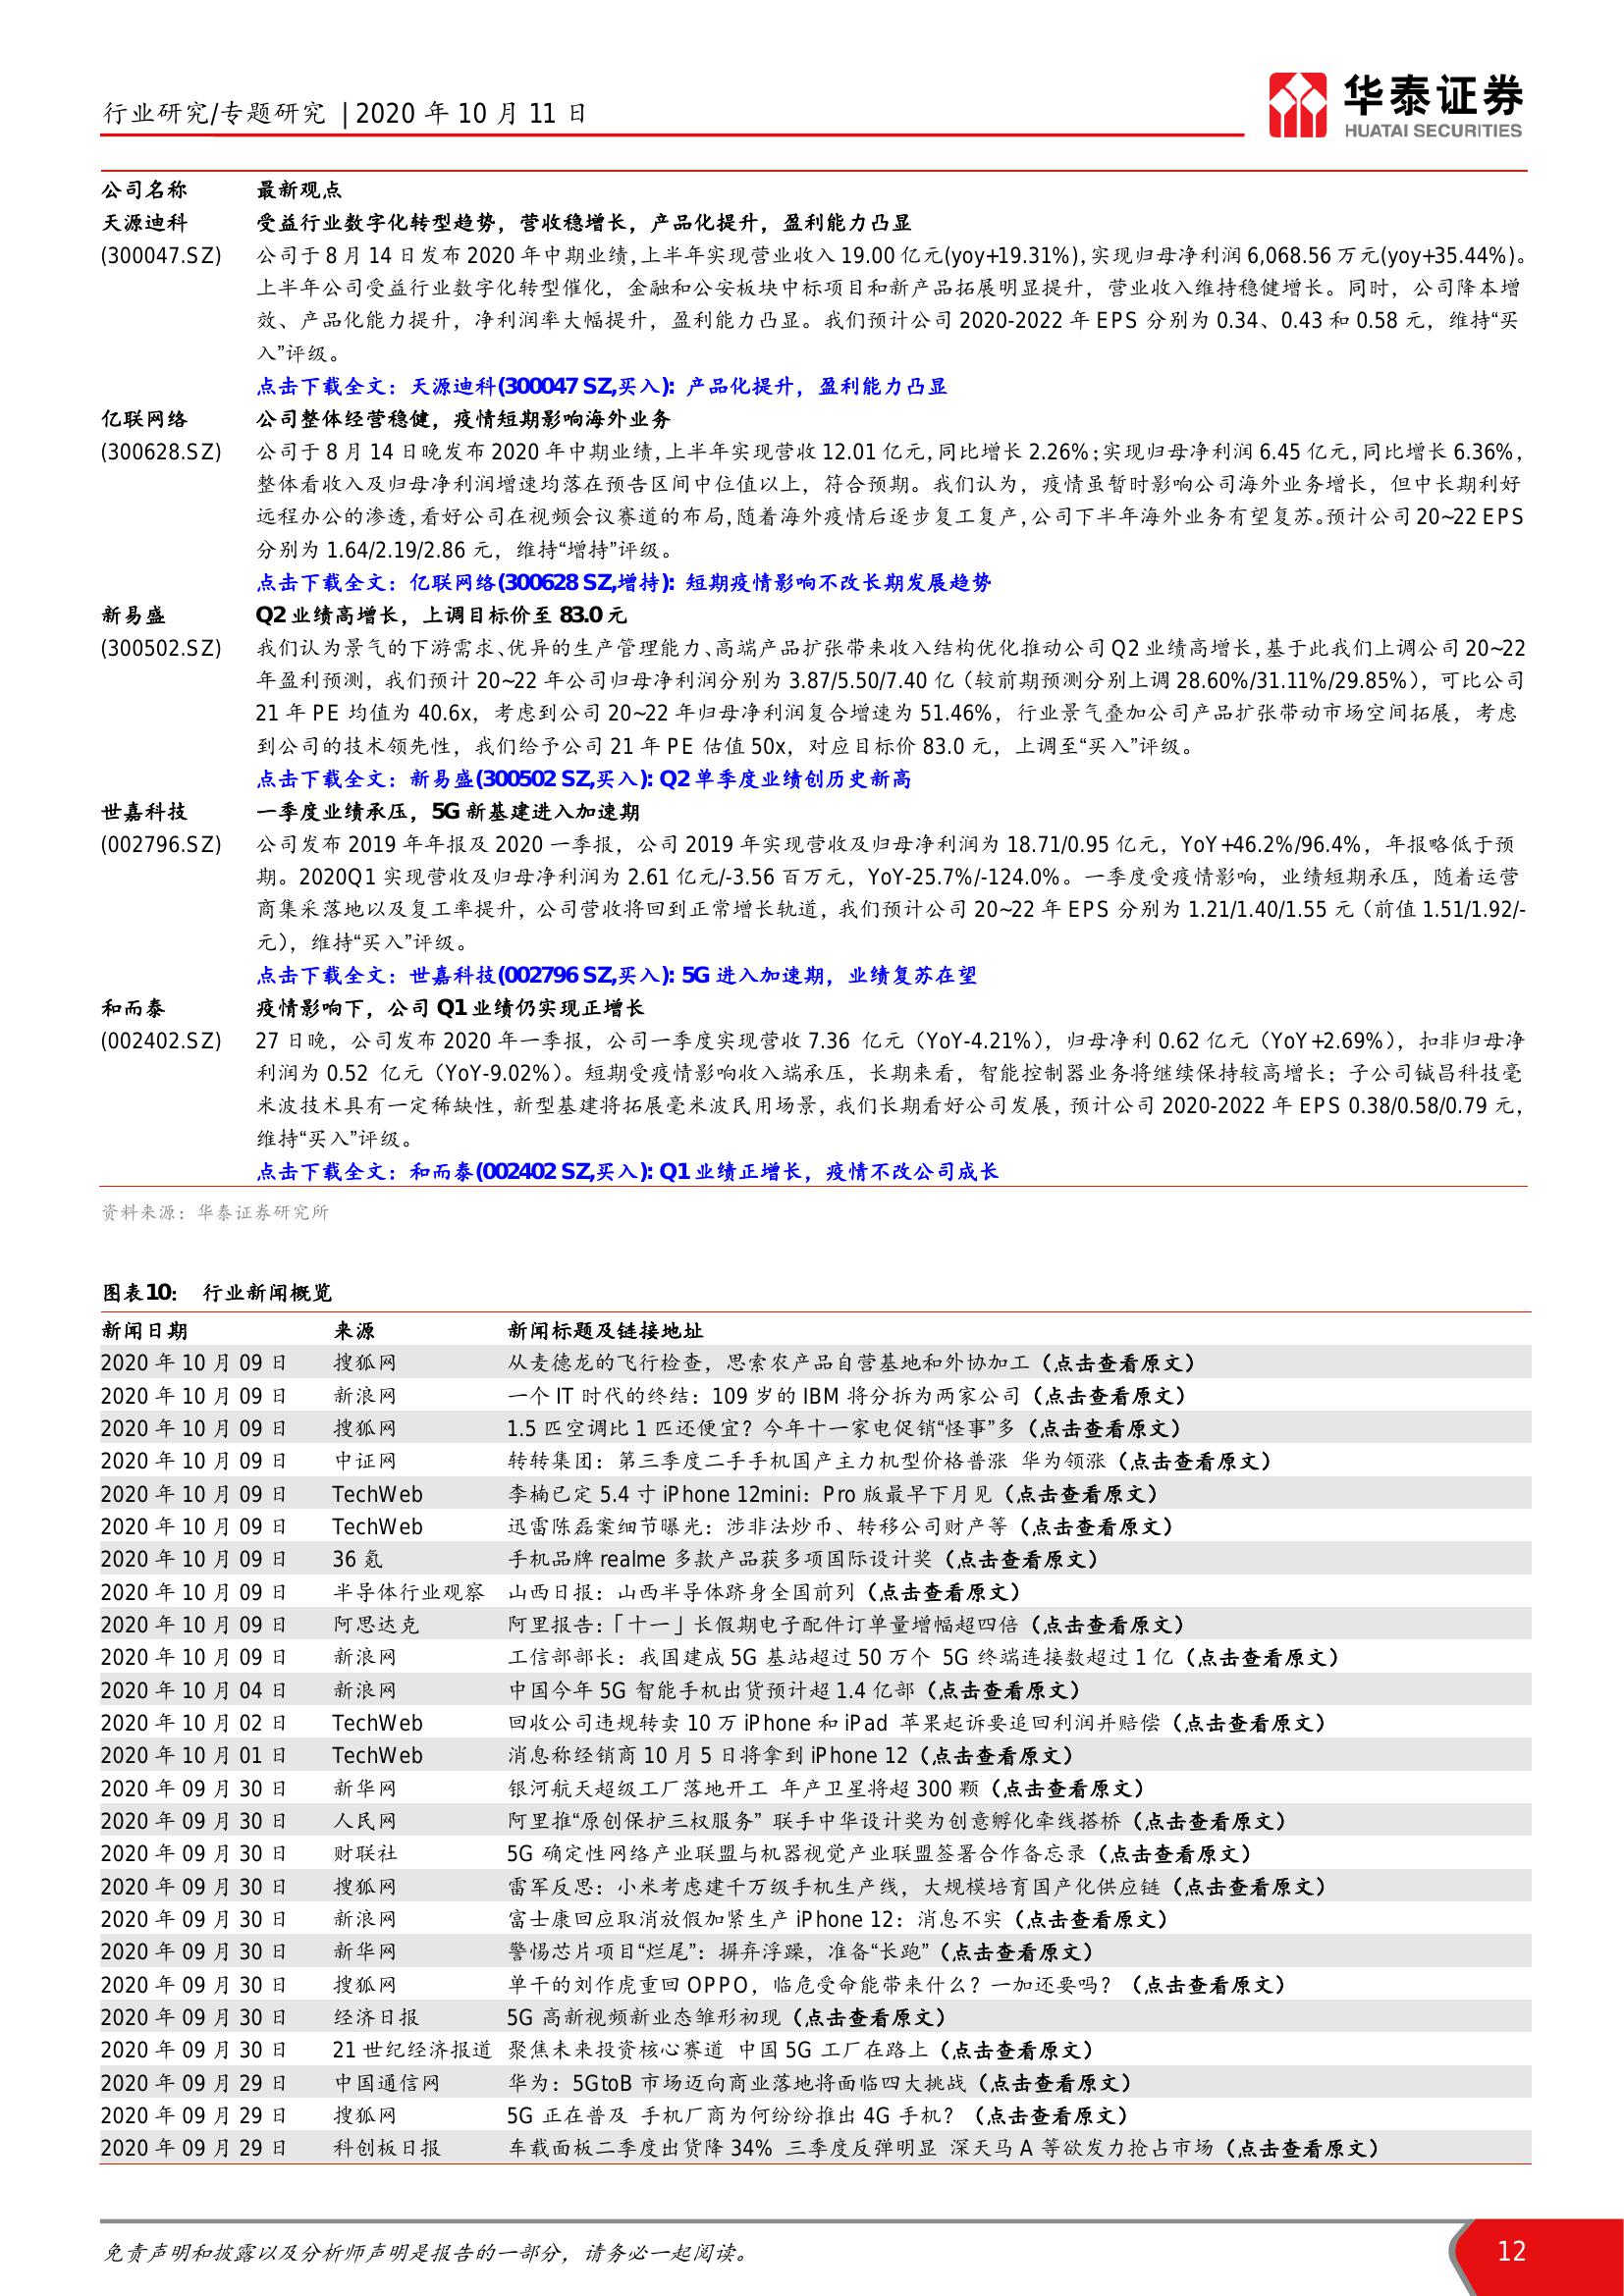 行业研究/专题研究 | 2020 年 10 月 11 日
华泰证券
HUATAI SECURITIES
公司名称 最新观点
天源迪科 受益行业数字化转型趋势，营收稳增长，产品化提升，盈利能力凸显
(300047.SZ) 公司于 8 月 14 日发布 2020 年中期业绩,上半年实现营业收入 19.00 亿元(yoy+19.31%),实现归母净利润 6,068.56 万元(yoy+35.44%)。
上半年公司受益行业数字化转型催化，金融和公安板块中标项目和新产品拓展明显提升，营业收入维持稳健增长。同时，公司降本增
效、产品化能力提升，净利润率大幅提升，盈利能力凸显。我们预计公司 2020-2022 年 EPS 分别为 0.34、0.43 和 0.58 元，维持“买
入”评级。
点击下载全文：天源迪科(300047 SZ,买入): 产品化提升，盈利能力凸显
亿联网络 公司整体经营稳健，疫情短期影响海外业务
(300628.SZ) 公司于 8 月 14 日晚发布 2020 年中期业绩,上半年实现营收 12.01 亿元,同比增长 2.26%;实现归母净利润 6.45 亿元,同比增长 6.36%,
整体看收入及归母净利润增速均落在预告区间中位值以上，符合预期。我们认为，疫情虽暂时影响公司海外业务增长，但中长期利好
远程办公的渗透,看好公司在视频会议赛道的布局,随着海外疫情后逐步复工复产,公司下半年海外业务有望复苏。预计公司 20~22 EPS
分别为 1.64/2.19/2.86 元，维持“增持”评级。
点击下载全文：亿联网络(300628 SZ,增持): 短期疫情影响不改长期发展趋势
新易盛 Q2 业绩高增长，上调目标价至 83.0 元
(300502.SZ) 我们认为景气的下游需求、优异的生产管理能力、高端产品扩张带来收入结构优化推动公司 Q2 业绩高增长,基于此我们上调公司 20~22
年盈利预测，我们预计 20~22 年公司归母净利润分别为 3.87/5.50/7.40 亿（较前期预测分别上调 28.60%/31.11%/29.85%），可比公司
21 年 PE 均值为 40.6x，考虑到公司 20~22 年归母净利润复合增速为 51.46%，行业景气叠加公司产品扩张带动市场空间拓展，考虑
到公司的技术领先性，我们给予公司 21 年 PE 估值 50x，对应目标价 83.0 元，上调至“买入”评级。
点击下载全文：新易盛(300502 SZ,买入): Q2 单季度业绩创历史新高
世嘉科技 一季度业绩承压，5G 新基建进入加速期
(002796.SZ) 公司发布 2019 年年报及 2020 一季报，公司 2019 年实现营收及归母净利润为 18.71/0.95 亿元，YoY+46.2%/96.4%，年报略低于预
期。2020Q1 实现营收及归母净利润为 2.61 亿元/-3.56 百万元，YoY-25.7%/-124.0%。一季度受疫情影响，业绩短期承压，随着运营
商集采落地以及复工率提升，公司营收将回到正常增长轨道，我们预计公司 20~22 年 EPS 分别为 1.21/1.40/1.55 元（前值 1.51/1.92/-
元），维持“买入”评级。
点击下载全文：世嘉科技(002796 SZ,买入): 5G 进入加速期，业绩复苏在望
和而泰 疫情影响下，公司 Q1 业绩仍实现正增长
(002402.SZ) 27 日晚，公司发布 2020 年一季报，公司一季度实现营收 7.36 亿元（YoY-4.21%），归母净利 0.62 亿元（YoY+2.69%），扣非归母净
利润为 0.52 亿元（YoY-9.02%）。短期受疫情影响收入端承压，长期来看，智能控制器业务将继续保持较高增长；子公司铖昌科技毫
米波技术具有一定稀缺性，新型基建将拓展毫米波民用场景，我们长期看好公司发展，预计公司 2020-2022 年 EPS 0.38/0.58/0.79 元，
维持“买入”评级。
点击下载全文：和而泰(002402 SZ,买入): Q1 业绩正增长，疫情不改公司成长
资料来源：华泰证券研究所
图表10： 行业新闻概览
新闻日期 来源 新闻标题及链接地址
2020 年 10 月 09 日 搜狐网 从麦德龙的飞行检查，思索农产品自营基地和外协加工（点击查看原文）
2020 年 10 月 09 日 新浪网 一个 IT 时代的终结：109 岁的 IBM 将分拆为两家公司（点击查看原文）
2020 年 10 月 09 日 搜狐网 1.5 匹空调比 1 匹还便宜？今年十一家电促销“怪事”多（点击查看原文）
2020 年 10 月 09 日 中证网 转转集团：第三季度二手手机国产主力机型价格普涨 华为领涨（点击查看原文）
2020 年 10 月 09 日 TechWeb 李楠已定 5.4 寸 iPhone 12mini：Pro 版最早下月见（点击查看原文）
2020 年 10 月 09 日 TechWeb 迅雷陈磊案细节曝光：涉非法炒币、转移公司财产等（点击查看原文）
2020 年 10 月 09 日 36 氪 手机品牌 realme 多款产品获多项国际设计奖（点击查看原文）
2020 年 10 月 09 日 半导体行业观察 山西日报：山西半导体跻身全国前列（点击查看原文）
2020 年 10 月 09 日 阿思达克 阿里报告:「十一」长假期电子配件订单量增幅超四倍（点击查看原文）
2020 年 10 月 09 日 新浪网 工信部部长：我国建成 5G 基站超过 50 万个 5G 终端连接数超过 1 亿（点击查看原文）
2020 年 10 月 04 日 新浪网 中国今年 5G 智能手机出货预计超 1.4 亿部（点击查看原文）
2020 年 10 月 02 日 TechWeb 回收公司违规转卖 10 万 iPhone 和 iPad 苹果起诉要追回利润并赔偿（点击查看原文）
2020 年 10 月 01 日 TechWeb 消息称经销商 10 月 5 日将拿到 iPhone 12（点击查看原文）
2020 年 09 月 30 日 新华网 银河航天超级工厂落地开工 年产卫星将超 300 颗（点击查看原文）
2020 年 09 月 30 日 人民网 阿里推“原创保护三权服务” 联手中华设计奖为创意孵化牵线搭桥（点击查看原文）
2020 年 09 月 30 日 财联社 5G 确定性网络产业联盟与机器视觉产业联盟签署合作备忘录（点击查看原文）
2020 年 09 月 30 日 搜狐网 雷军反思：小米考虑建千万级手机生产线，大规模培育国产化供应链（点击查看原文）
2020 年 09 月 30 日 新浪网 富士康回应取消放假加紧生产 iPhone 12：消息不实（点击查看原文）
2020 年 09 月 30 日 新华网 警惕芯片项目“烂尾”：摒弃浮躁，准备“长跑”（点击查看原文）
2020 年 09 月 30 日 搜狐网 单干的刘作虎重回 OPPO，临危受命能带来什么？一加还要吗？（点击查看原文）
2020 年 09 月 30 日 经济日报 5G 高新视频新业态雏形初现（点击查看原文）
2020 年 09 月 30 日 21 世纪经济报道 聚焦未来投资核心赛道 中国 5G 工厂在路上（点击查看原文）
2020 年 09 月 29 日 中国通信网 华为：5GtoB 市场迈向商业落地将面临四大挑战（点击查看原文）
2020 年 09 月 29 日 搜狐网 5G 正在普及 手机厂商为何纷纷推出 4G 手机？（点击查看原文）
2020 年 09 月 29 日 科创板日报 车载面板二季度出货降 34% 三季度反弹明显 深天马 A 等欲发力抢占市场（点击查看原文）
免责声明和披露以及分析师声明是报告的一部分，请务必一起阅读。 12